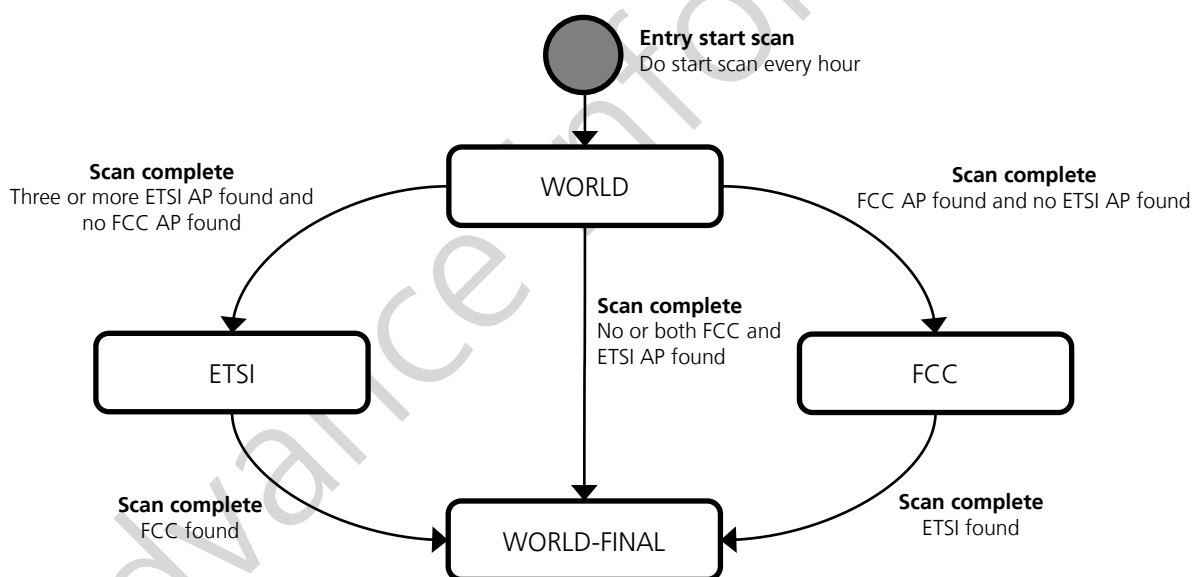 Entry start scan
Do start scan every hour
WORLD
Scan complete
Three or more ETSI AP found and
no FCC AP found
Scan complete
FCC AP found and no ETSI AP found
Scan complete
No or both FCC and
ETSI AP found
ETSI
FCC
Scan complete
FCC found
Scan complete
ETSI found
WORLD-FINAL